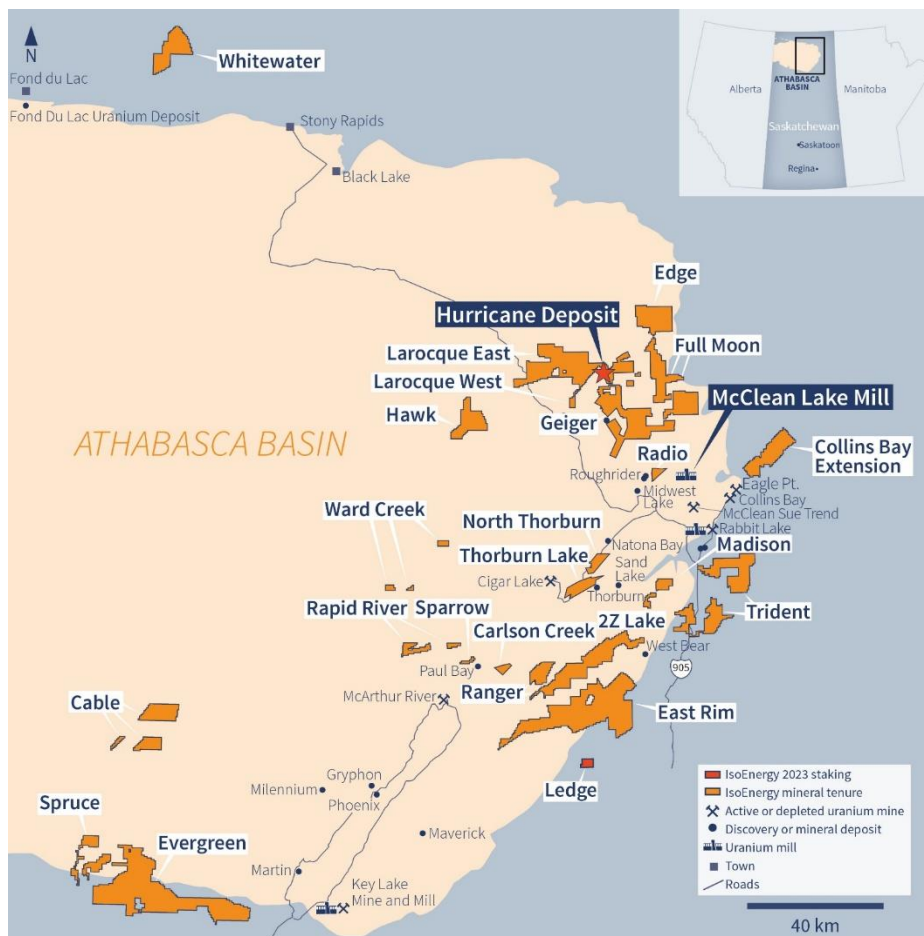 N
Whitewater
Fond du Lac
Fond Du Lac Uranium Deposit
Stony Rapids
Black Lake
Alberta
ATHABASCA
BASIN
Manitoba
Saskatchewan
Saskatoon
Regina
Edge
Hurricane Deposit
Larocque East
Full Moon
Larocque West
McClean Lake Mill
Hawk
Geiger
ATHABASCA BASIN
Radio
Collins Bay
Extension
Roughrider
Midwest
Lake
Eagle Pt.
Collins Bay
McClean Sue Trend
Ward Creek
North Thorburn
Rabbit Lake
Natona Bay
Madison
Thorburn Lake
Sand
Lake
Cigar Lake
Thorburn
Rapid River
Sparrow
Trident
Carlson Creek
2Z Lake
West Bear
Paul Bay
905
Ranger
McArthur River
East Rim
Cable
Gryphon
Ledge
Milennium
Phoenix
Spruce
Maverick
Evergreen
Martin
Key Lake
Mine and Mill
IsoEnergy 2023 staking
IsoEnergy mineral tenure
Active or depleted uranium mine
Discovery or mineral deposit
Uranium mill
Town
Roads
40 km